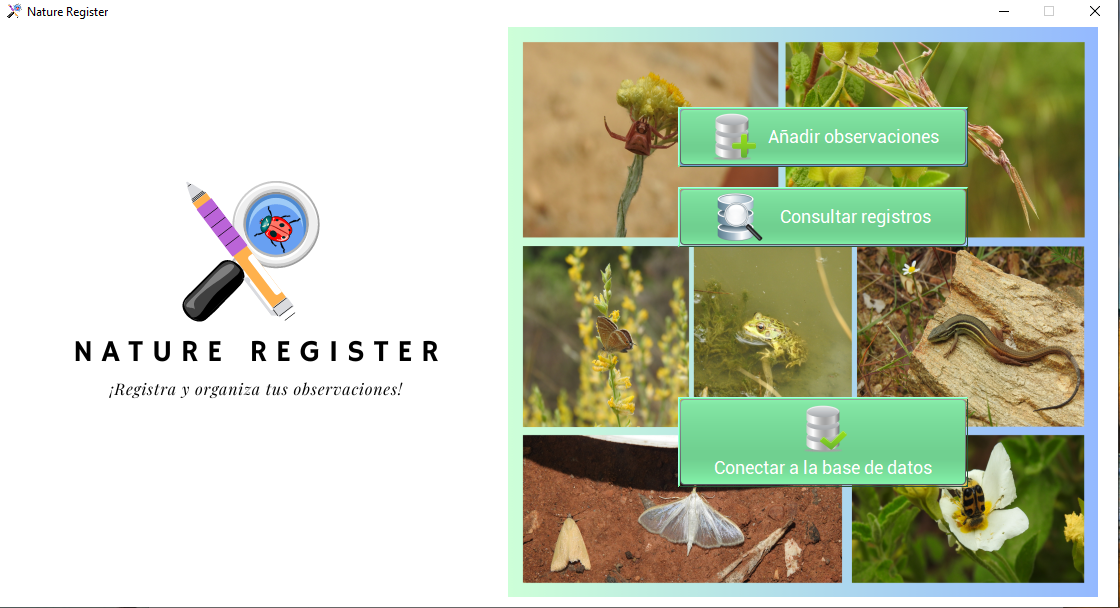 Nature Register
NATURE REGISTER
¡Registra y organiza tus observaciones!
Añadir observaciones
Consultar registros
Conectar a la base de datos